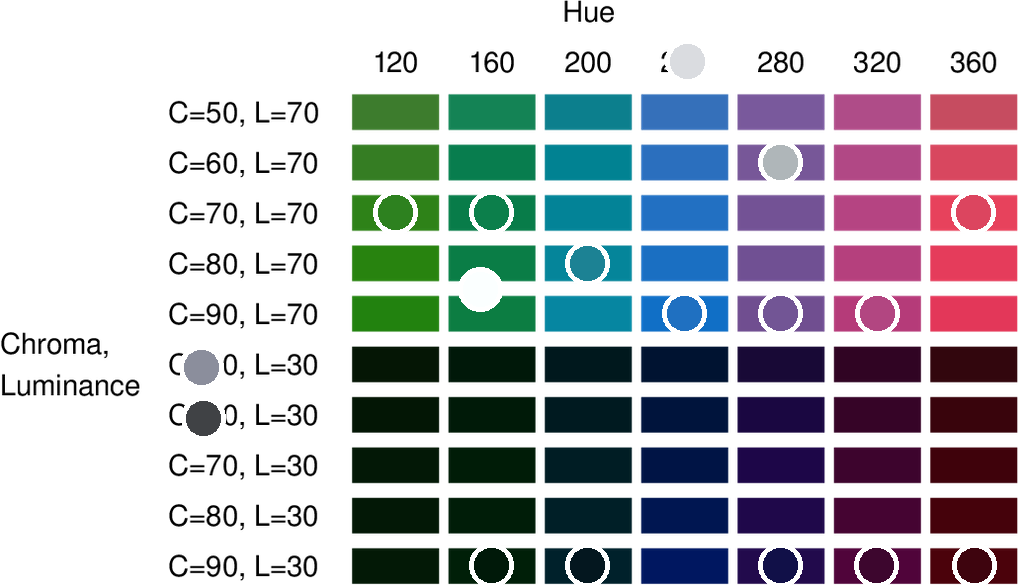 Hue
120 160 200 280 320 360
C=50, L=70
C=60, L=70
C=70, L=70
C=80, L=70
C=90, L=70
Chroma,
Luminance
L=30
L=30
C=70, L=30
C=80, L=30
C=90, L=30